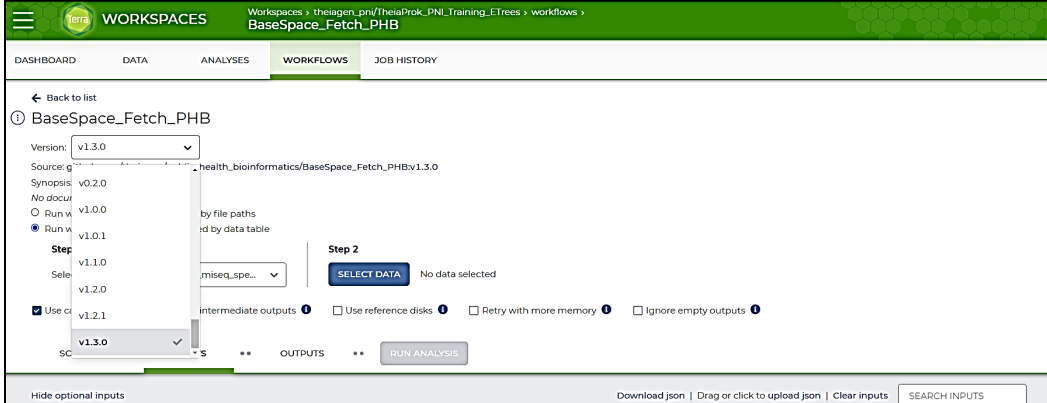 Workspaces › theiagen_pni/TheiaProk_PNI_Training_ETrees › workflows ›
Terra WORKSPACES
BaseSpace_Fetch_PHB
DASHBOARD DATA ANALYSES WORKFLOWS JOB HISTORY
← Back to list
BaseSpace_Fetch_PHB
Version: v1.3.0
Source: health_bioinformatics/BaseSpace_Fetch_PHB:v1.3.0
Synopsis:
v0.2.0
No docu
v1.0.0
Run w by file paths
v1.0.1
Run w ed by data table
v1.1.0
Step Step 2
Sele _miseq_spe... SELECT DATA No data selected
v1.2.0
Use ca intermediate outputs Use reference disks Retry with more memory Ignore empty outputs
v1.2.1
v1.3.0
SC S OUTPUTS RUN ANALYSIS
Hide optional inputs Download json | Drag or click to upload json | Clear inputs SEARCH INPUTS